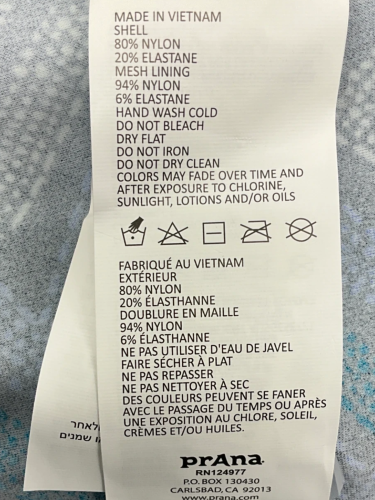 MADE IN VIETNAM
SHELL
80% NYLON
20% ELASTANE
MESH LINING
94% NYLON
6% ELASTANE
HAND WASH COLD
DO NOT BLEACH
DRY FLAT
DO NOT IRON
DO NOT DRY CLEAN
COLORS MAY FADE OVER TIME AND
AFTER EXPOSURE TO CHLORINE,
SUNLIGHT, LOTIONS AND/OR OILS
FABRIQUÉ AU VIETNAM
EXTÉRIEUR
80% NYLON
20% ÉLASTHANNE
DOUBLURE EN MAILLE
94% NYLON
6% ÉLASTHANNE
NE PAS UTILISER D'EAU DE JAVEL
FAIRE SÉCHER À PLAT
NE PAS REPASSER
NE PAS NETTOYER À SEC
DES COULEURS PEUVENT SE FANER
AVEC LE PASSAGE DU TEMPS OU APRÈS
UNE EXPOSITION AU CHLORE, SOLEIL,
CRÈMES ET/OU HUILES.
prAna
RN124977
P.O. BOX 130430
CARLSBAD, CA 92013
www.prana.com
ולאחר
שמנים